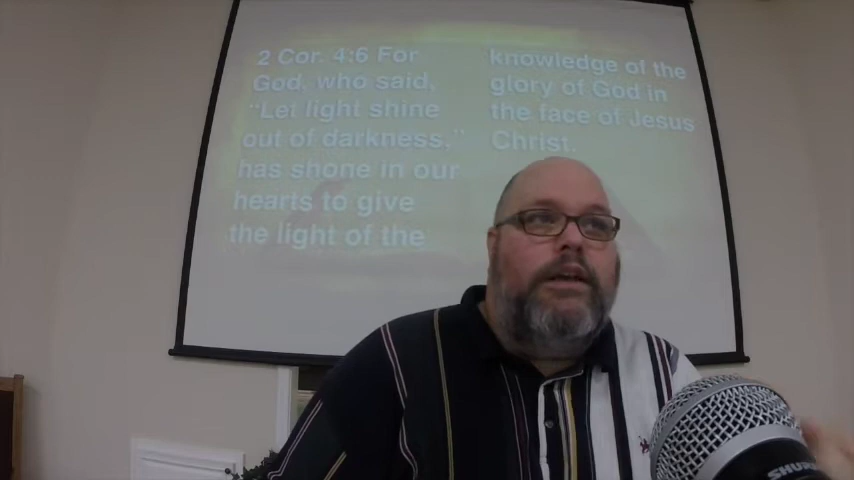 2 Cor. 4:6 For
God, who said,
"Let light shine
out of darkness,"
has shone in our
hearts to give
the light of the
knowledge of the
glory of God in
the face of Jesus
Christ.
SHURE